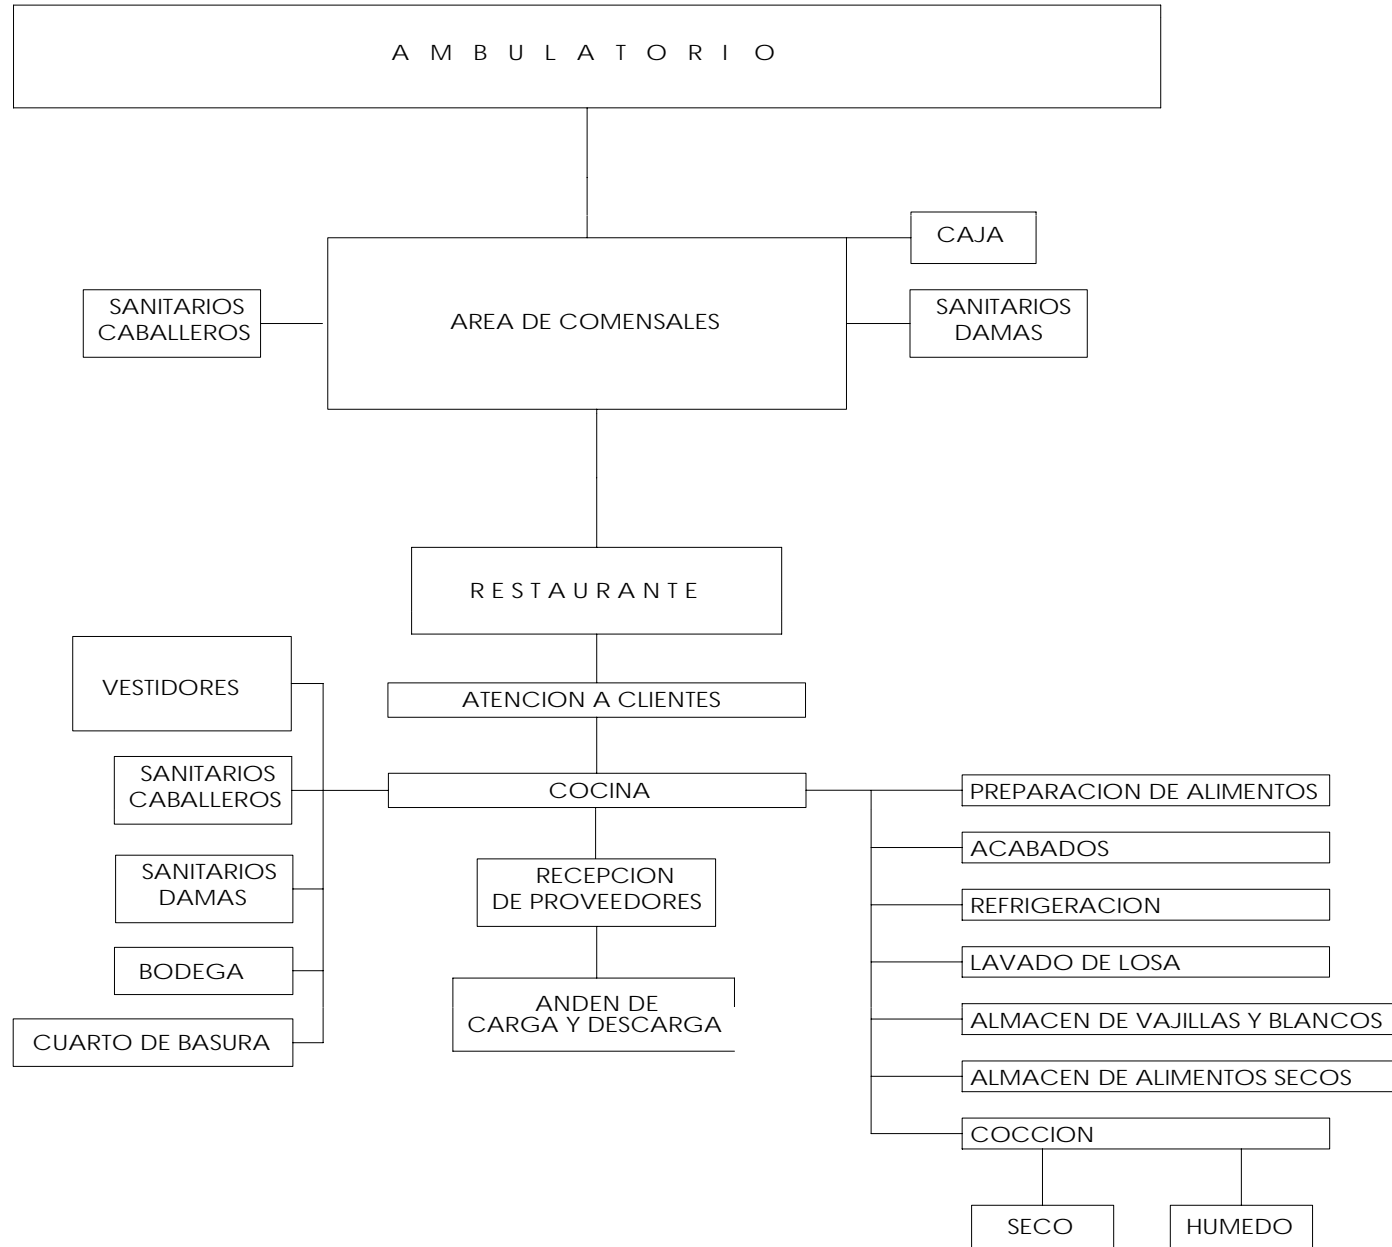 A M B U L A T O R I O
CAJA
SANITARIOS
CABALLEROS
AREA DE COMENSALES
SANITARIOS
DAMAS
R E S T A U R A N T E
VESTIDORES
ATENCION A CLIENTES
SANITARIOS
CABALLEROS
COCINA
PREPARACION DE ALIMENTOS
ACABADOS
SANITARIOS
DAMAS
RECEPCION
DE PROVEEDORES
REFRIGERACION
BODEGA
LAVADO DE LOSA
ANDEN DE
CARGA Y DESCARGA
ALMACEN DE VAJILLAS Y BLANCOS
CUARTO DE BASURA
ALMACEN DE ALIMENTOS SECOS
COCCION
SECO
HUMEDO